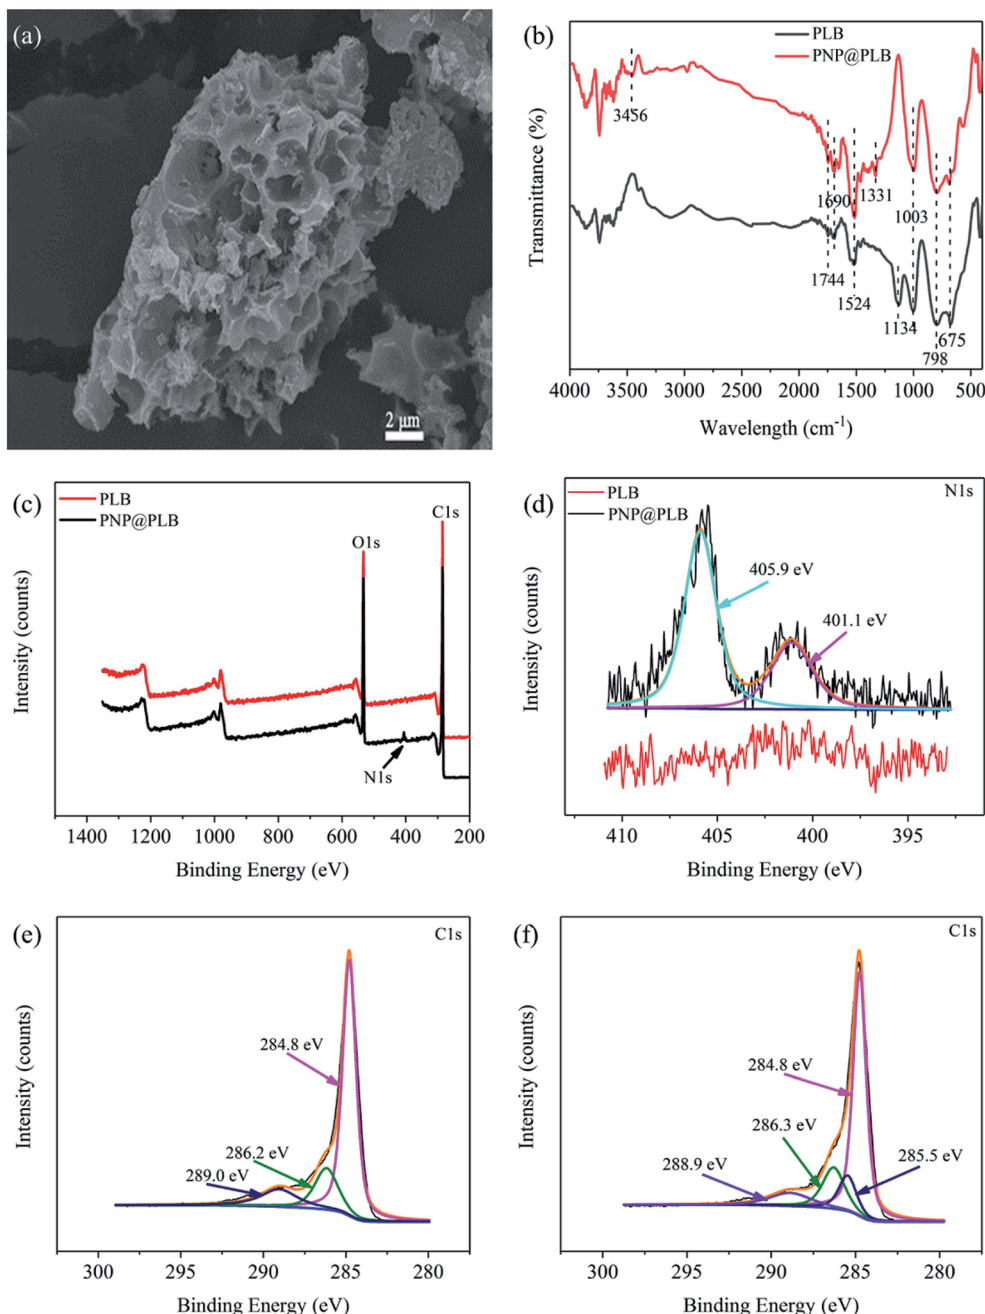 (a)
2 μm
(b)
PLB
PNP@PLB
3456
1690
1331
1003
1744
1524
1134
798
675
Transmittance (%)
4000 3500 3000 2500 2000 1500 1000 500
Wavelength (cm-1)
(c)
PLB
PNP@PLB
C1s
O1s
N1s
Intensity (counts)
1400 1200 1000 800 600 400 200
Binding Energy (eV)
(d)
PLB
PNP@PLB
N1s
405.9 eV
401.1 eV
Intensity (counts)
410 405 400 395
Binding Energy (eV)
(e)
C1s
284.8 eV
286.2 eV
289.0 eV
Intensity (counts)
300 295 290 285 280
Binding Energy (eV)
(f)
C1s
284.8 eV
286.3 eV
288.9 eV
285.5 eV
Intensity (counts)
300 295 290 285 280
Binding Energy (eV)